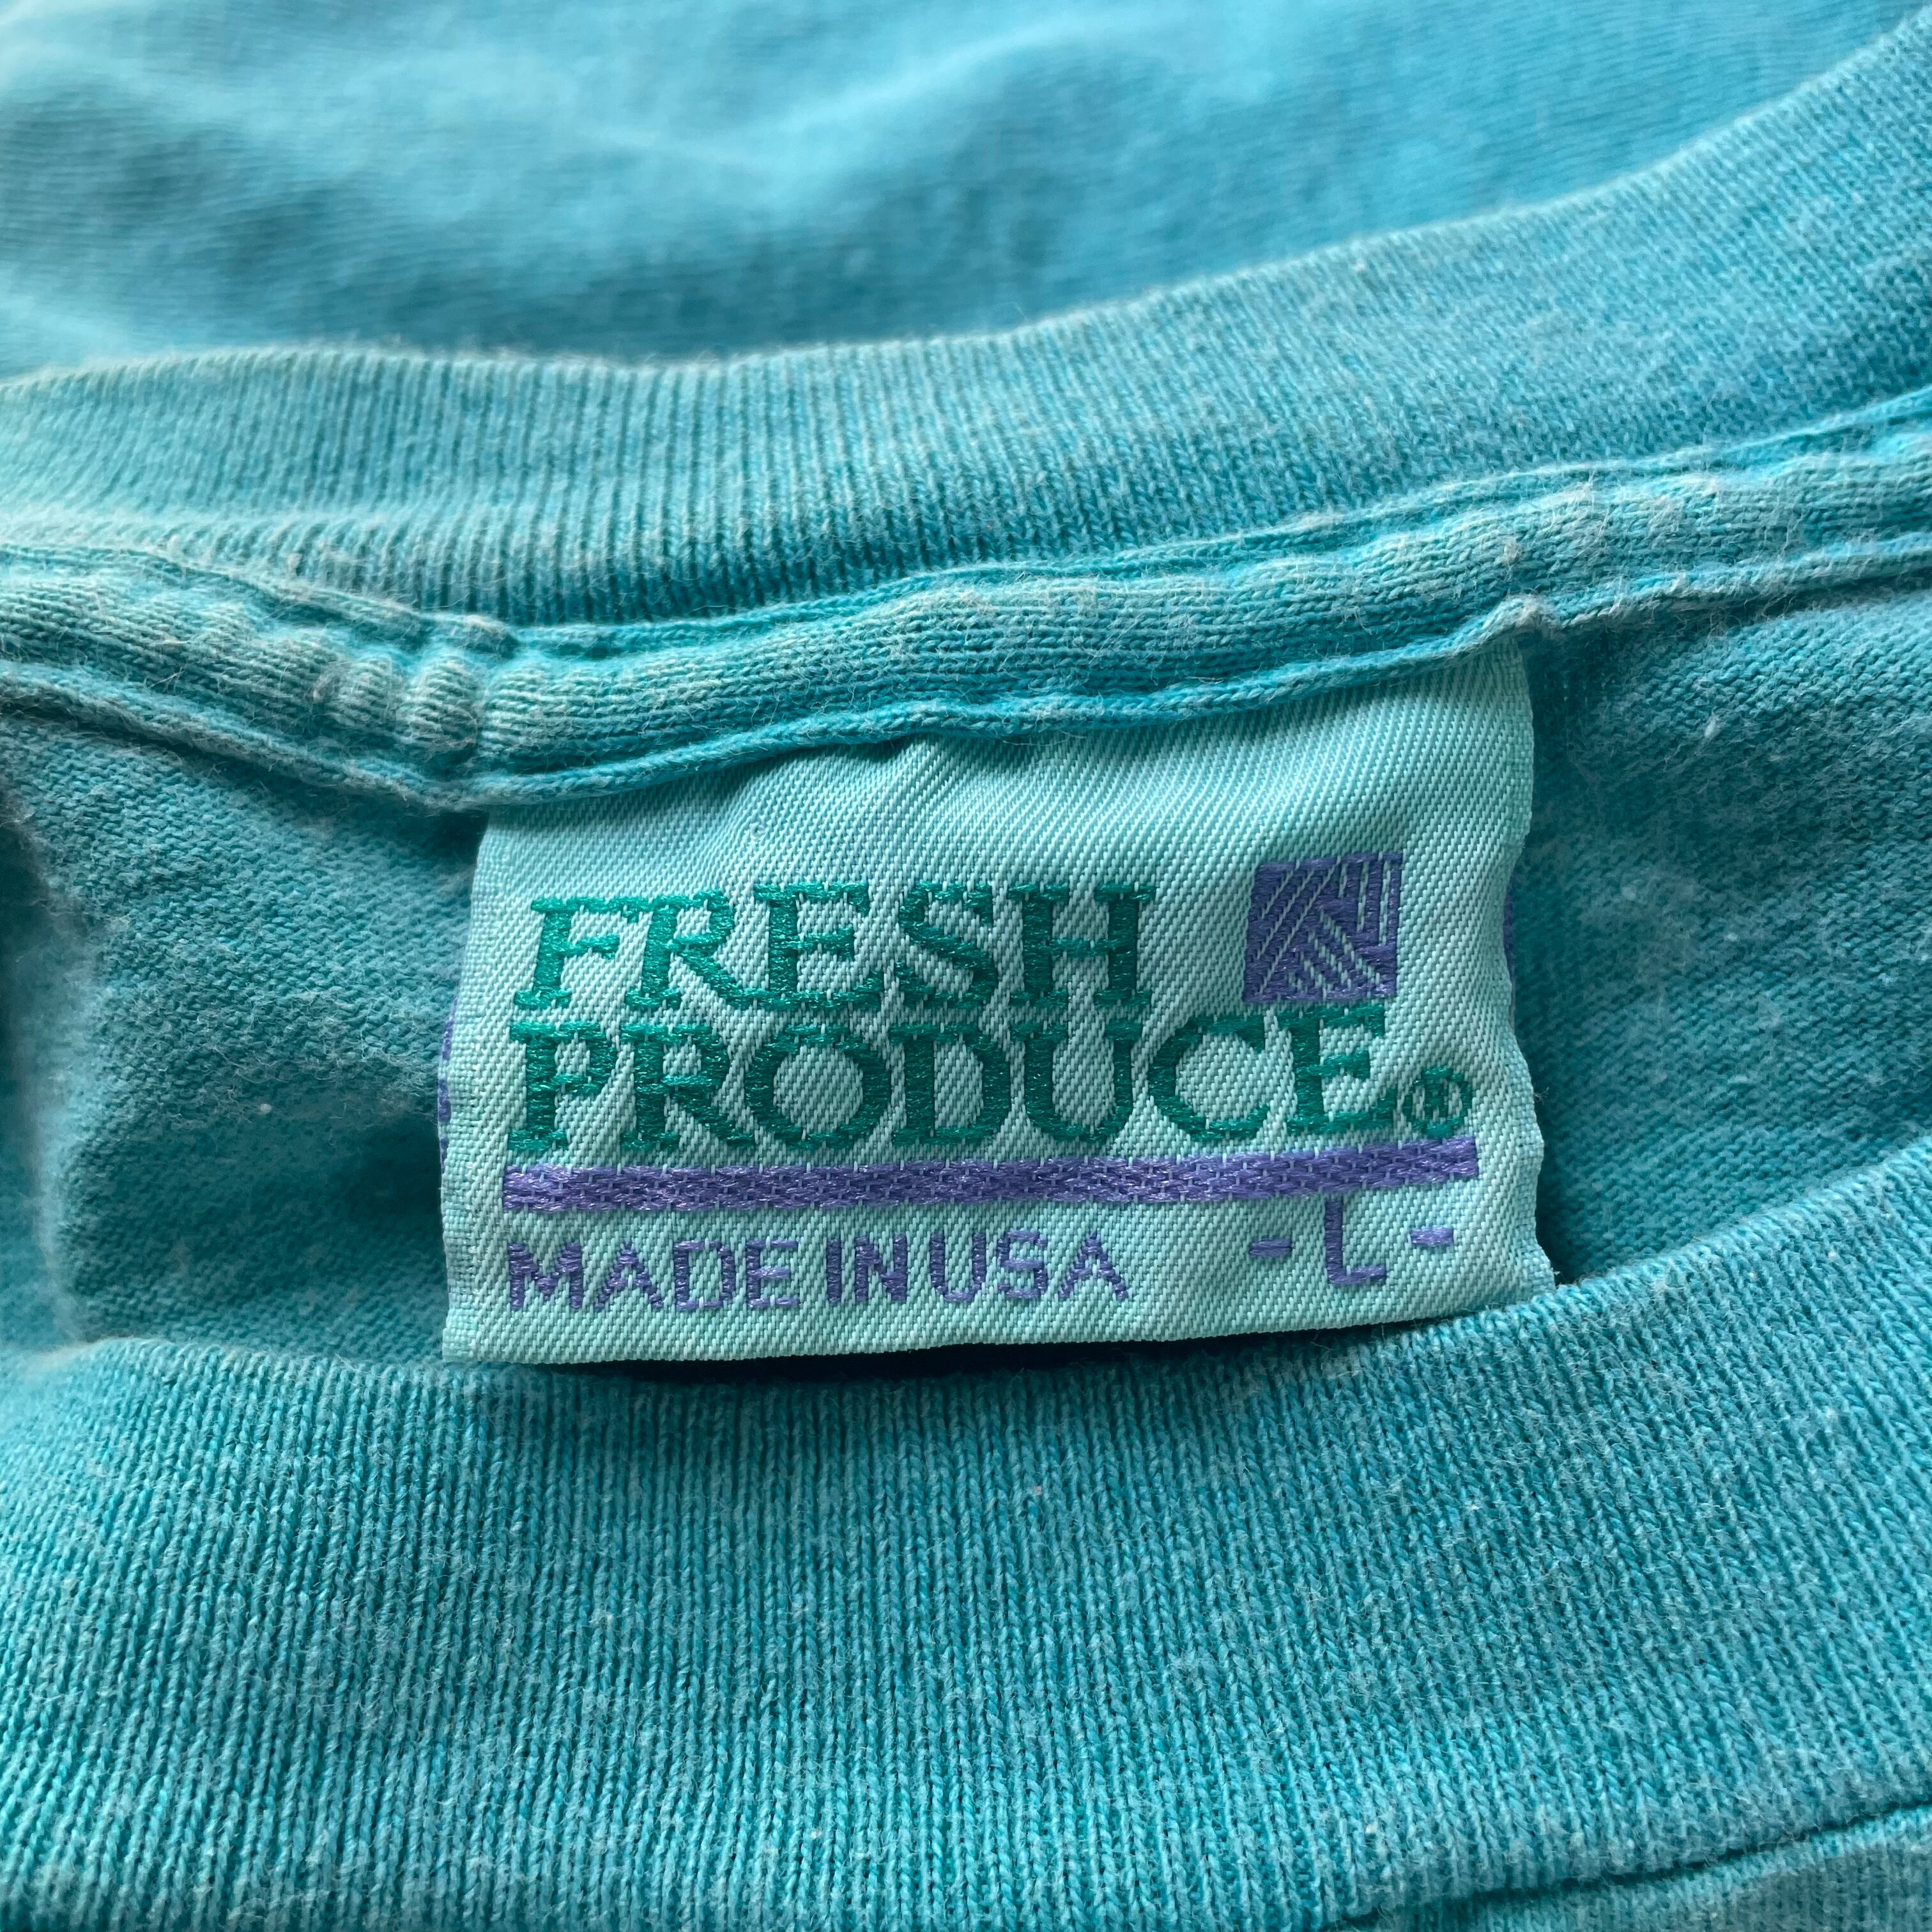 FRESH
PRODUCE®
MADE IN USA - L -